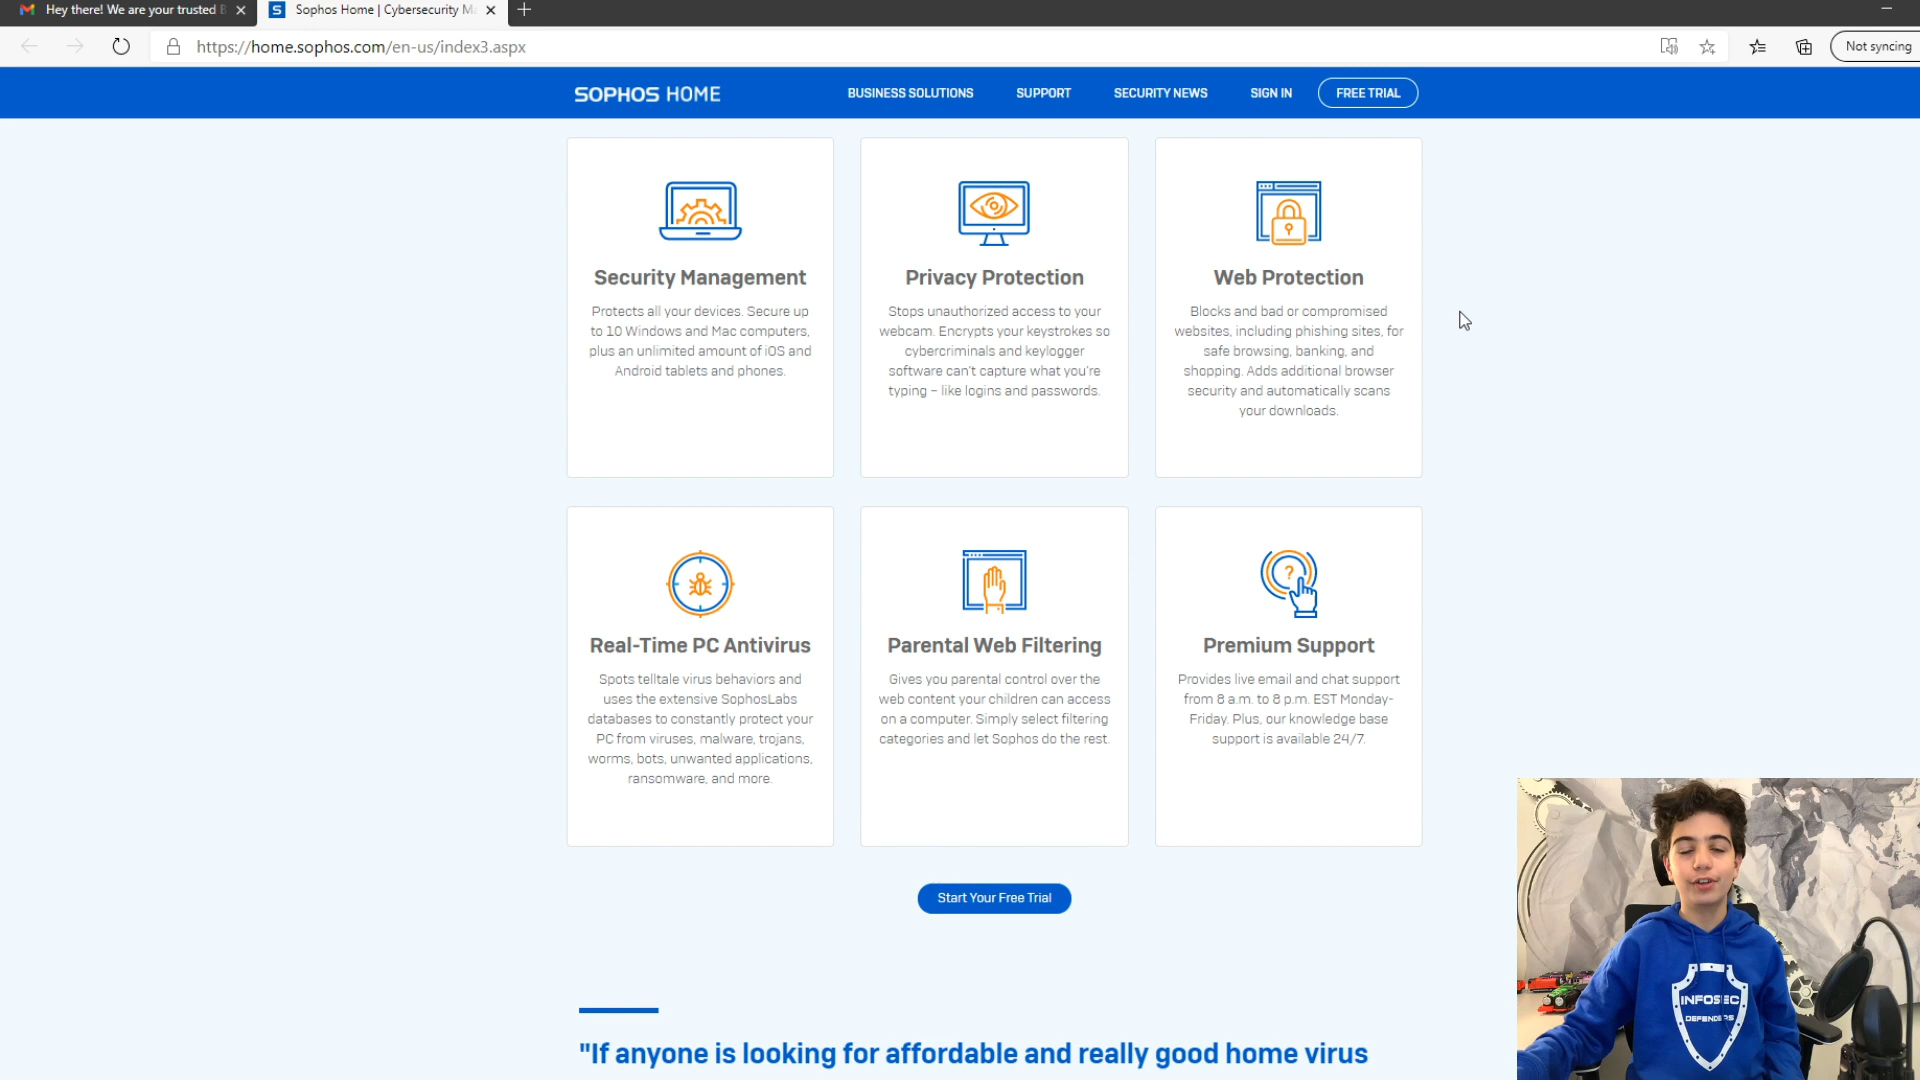 Hey there! We are your trusted
Sophos Home | Cybersecurity M
https://home.sophos.com/en-us/index3.aspx
Not syncing
SOPHOS HOME
BUSINESS SOLUTIONS
SUPPORT
SECURITY NEWS
SIGN IN
FREE TRIAL
Security Management
Protects all your devices. Secure up
to 10 Windows and Mac computers,
plus an unlimited amount of iOS and
Android tablets and phones.
Privacy Protection
Stops unauthorized access to your
webcam. Encrypts your keystrokes so
cybercriminals and keylogger
software can't capture what you're
typing – like logins and passwords.
Web Protection
Blocks and bad or compromised
websites, including phishing sites, for
safe browsing, banking, and
shopping. Adds additional browser
security and automatically scans
your downloads.
Real-Time PC Antivirus
Spots telltale virus behaviors and
uses the extensive SophosLabs
databases to constantly protect your
PC from viruses, malware, trojans,
worms, bots, unwanted applications,
ransomware, and more.
Parental Web Filtering
Gives you parental control over the
web content your children can access
on a computer. Simply select filtering
categories and let Sophos do the rest.
Premium Support
Provides live email and chat support
from 8 a.m. to 8 p.m. EST Monday-
Friday. Plus, our knowledge base
support is available 24/7.
Start Your Free Trial
"If anyone is looking for affordable and really good home virus
INFOSEC
DEFENDERS